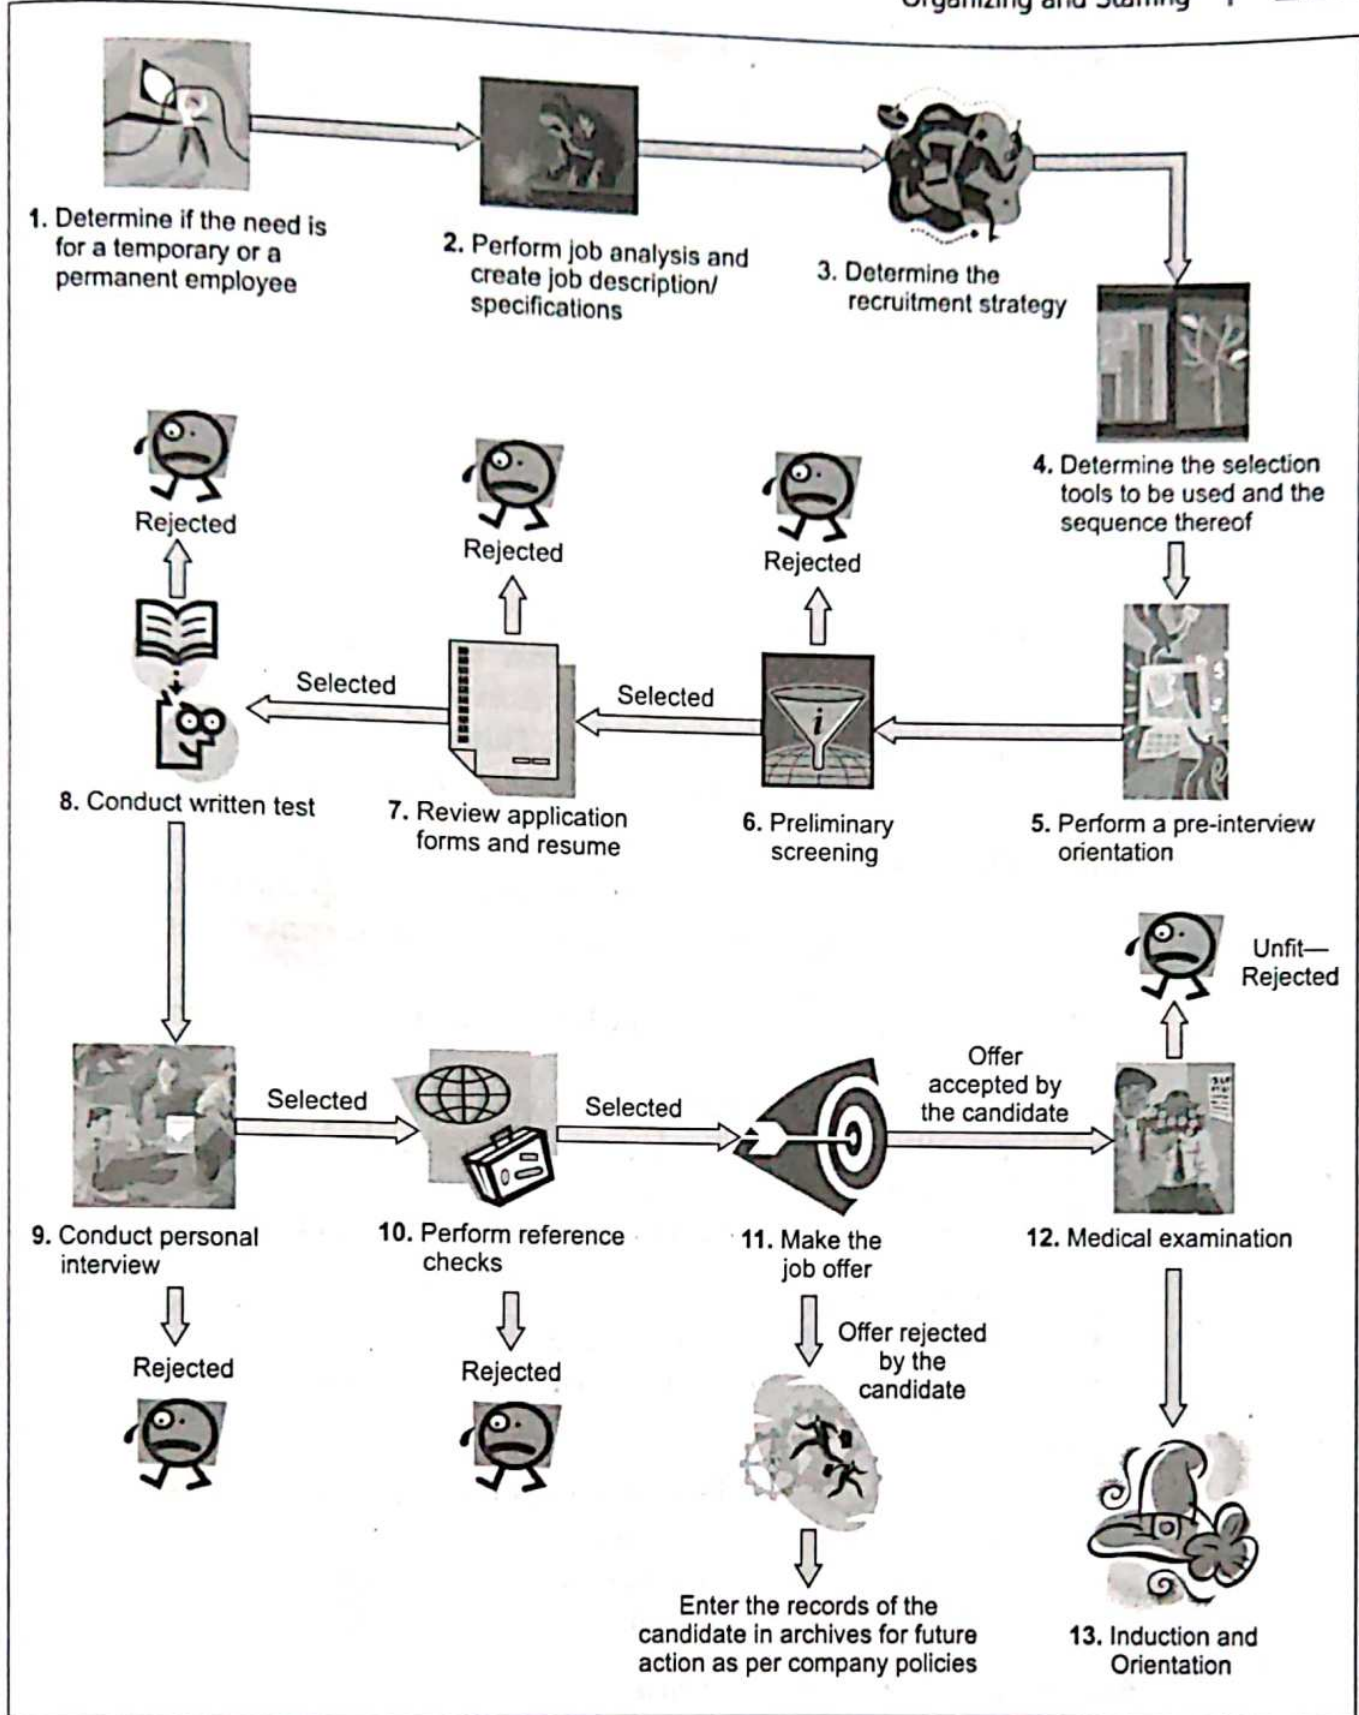 Organizing and Staffing
1. Determine if the need is
for a temporary or a
permanent employee
2. Perform job analysis and
create job description/
specifications
3. Determine the
recruitment strategy
4. Determine the selection
tools to be used and the
sequence thereof
Rejected
Rejected
Rejected
Selected
Selected
i
8. Conduct written test
7. Review application
forms and resume
6. Preliminary
screening
5. Perform a pre-interview
orientation
Unfit—
Rejected
Selected
Selected
Offer
accepted by
the candidate
9. Conduct personal
interview
10. Perform reference
checks
11. Make the
job offer
12. Medical examination
Rejected
Rejected
Offer rejected
by the
candidate
Enter the records of the
candidate in archives for future
action as per company policies
13. Induction and
Orientation